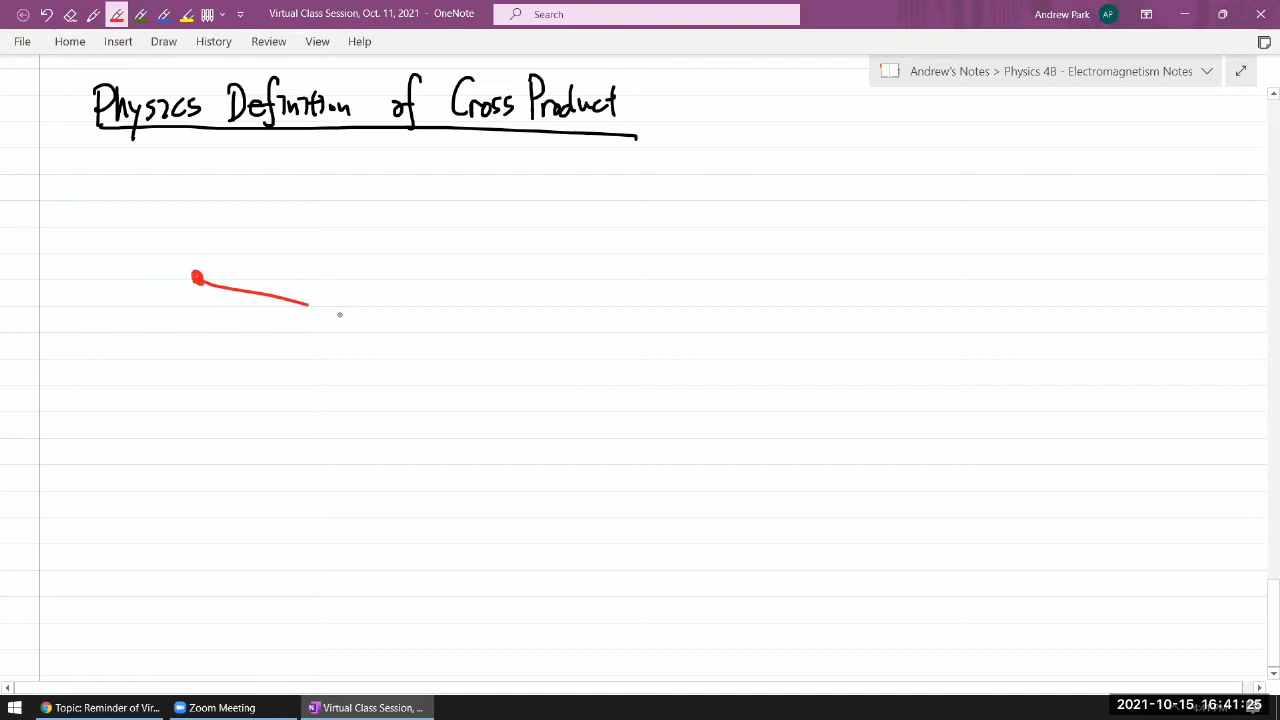 Virtual Class Session, Oct. 11, 2021 - OneNote
Search
Andrew Park
AP
File Home Insert Draw History Review View Help
Andrew's Notes > Physics 4B - Electromagnetism Notes
Physics Definition of Cross Product
Topic: Reminder of Vir...
Zoom Meeting
Virtual Class Session, ...
2021-10-15 16:41:25